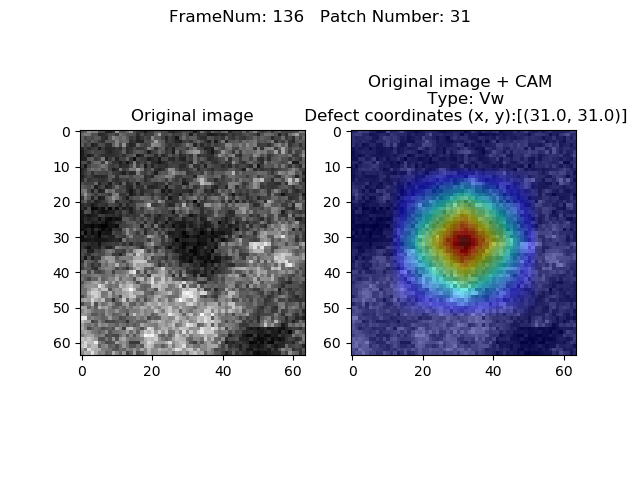 FrameNum: 136   Patch Number: 31
Original image
0
10
20
30
40
50
60
0 20 40 60
Original image + CAM
Type: Vw
Defect coordinates (x, y):[(31.0, 31.0)]
0
10
20
30
40
50
60
0 20 40 60